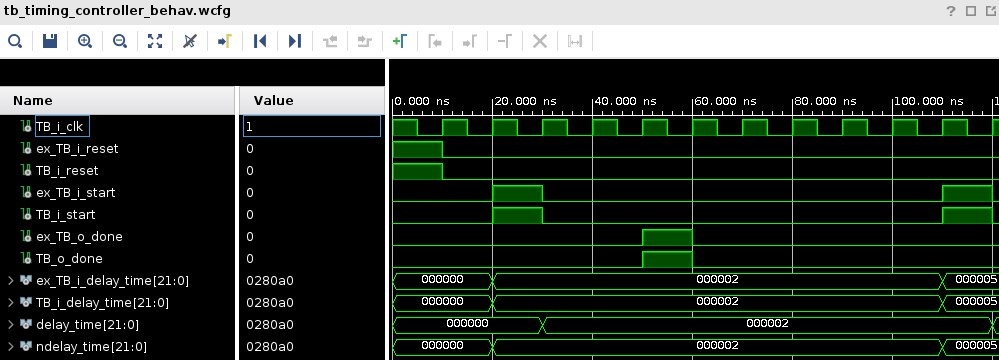 tb_timing_controller_behav.wcfg
Name Value
0.000 ns 20.000 ns 40.000 ns 60.000 ns 80.000 ns 100.000 ns
TB_i_clk 1
ex_TB_i_reset 0
TB_i_reset 0
ex_TB_i_start 0
TB_i_start 0
ex_TB_o_done 0
TB_o_done 0
ex_TB_i_delay_time[21:0] 0280a0 000000 000002 000005
TB_i_delay_time[21:0] 0280a0 000000 000002 000005
delay_time[21:0] 0280a0 000000 000002
ndelay_time[21:0] 0280a0 000000 000002 000005